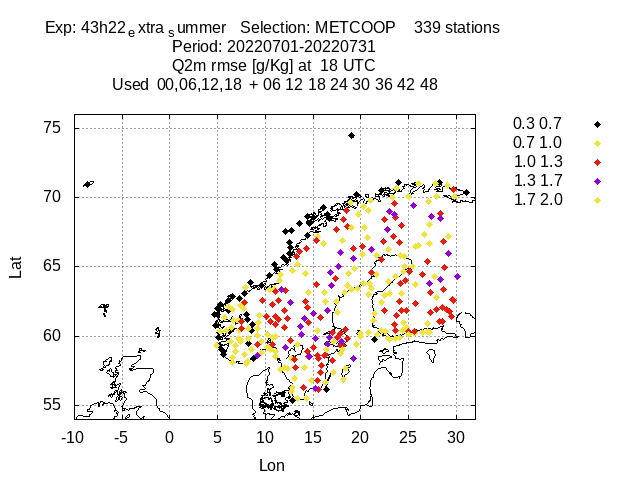 Exp: 43h22extrasummer Selection: METCOOP 339 stations
Period: 20220701-20220731
Q2m rmse [g/Kg] at 18 UTC
Used 00,06,12,18 + 06 12 18 24 30 36 42 48
0.3 0.7
0.7 1.0
1.0 1.3
1.3 1.7
1.7 2.0
75
70
65
60
55
Lat
-10 -5 0 5 10 15 20 25 30
Lon